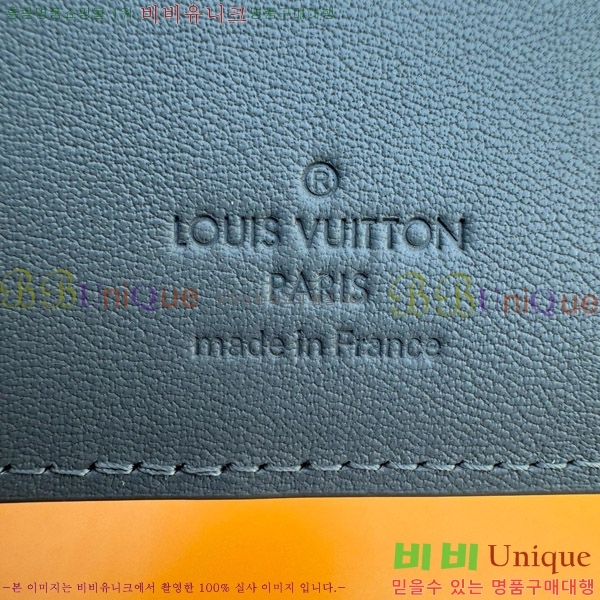 비비유니크
®
LOUIS VUITTON
PARIS
made in France
BBUniQue BBUniQue
비비 Unique
믿을수 있는 명품구매대행
-본 이미지는 비비유니크에서 촬영한 100% 실사 이미지 입니다.-